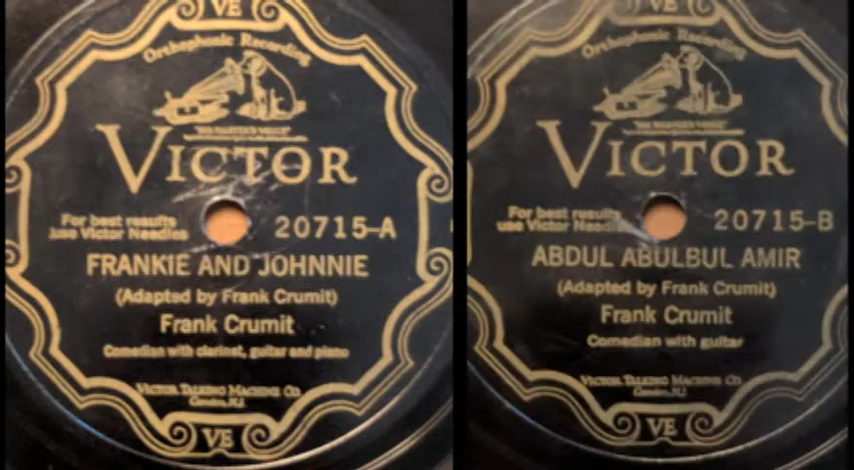 VE
Orthophonic Recording
"HIS MASTER'S VOICE"
VICTOR
For best results
use Victor Needles
20715-A
FRANKIE AND JOHNNIE
(Adapted by Frank Crumit)
Frank Crumit
Comedian with clarinet, guitar and piano
VICTOR TALKING MACHINE CO.
Camden, N.J.
VE
VE
Orthophonic Recording
"HIS MASTER'S VOICE"
VICTOR
For best results
use Victor Needles
20715-B
ABDUL ABULBUL AMIR
(Adapted by Frank Crumit)
Frank Crumit
Comedian with guitar
VICTOR TALKING MACHINE CO.
Camden, N.J.
VE